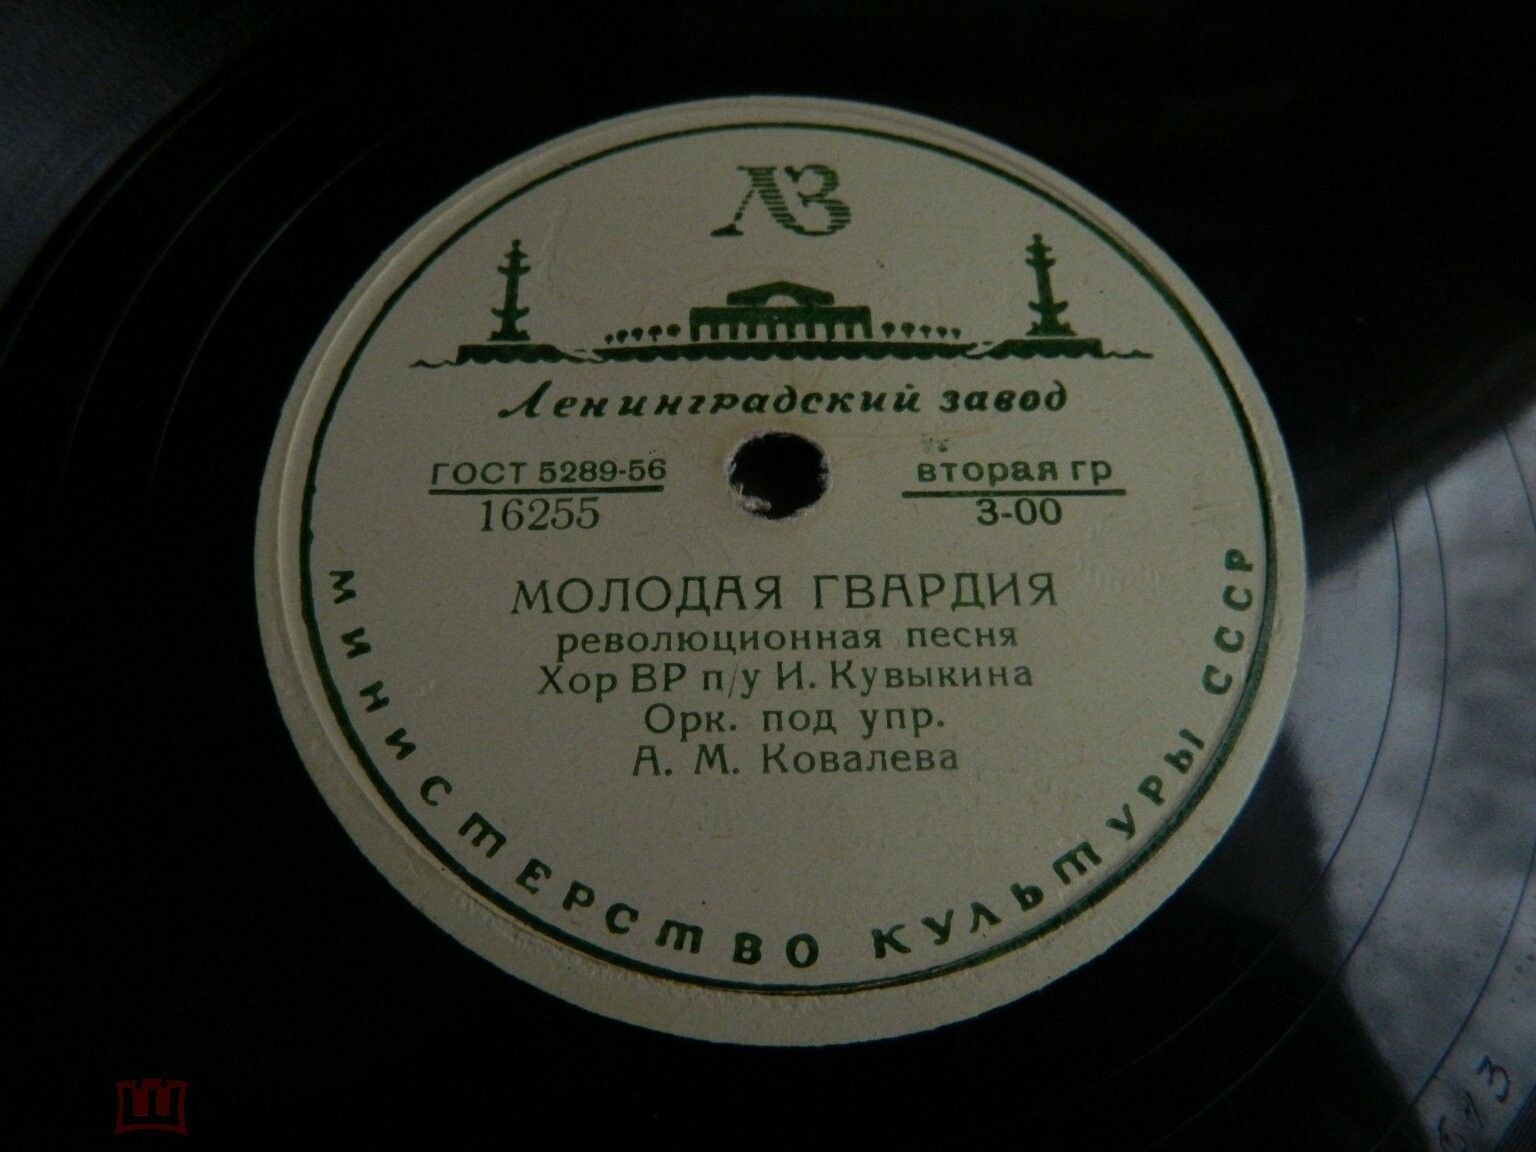 ЛЗ
Ленинградский завод
ГОСТ 5289-56
16255
вторая гр
3-00
МОЛОДАЯ ГВАРДИЯ
революционная песня
Хор ВР п/у И. Кувыкина
Орк. под упр.
А. М. Ковалева
МИНИСТЕРСТВО КУЛЬТУРЫ СССР